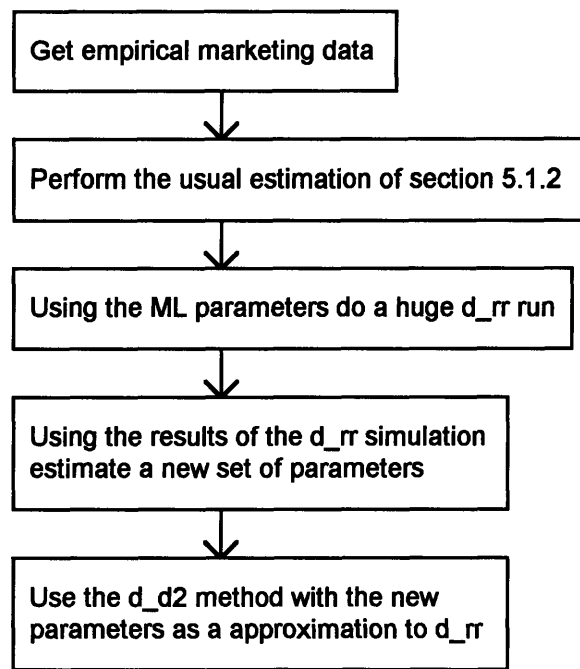 Get empirical marketing data
Perform the usual estimation of section 5.1.2
Using the ML parameters do a huge d_rr run
Using the results of the d_rr simulation
estimate a new set of parameters
Use the d_d2 method with the new
parameters as a approximation to d_rr